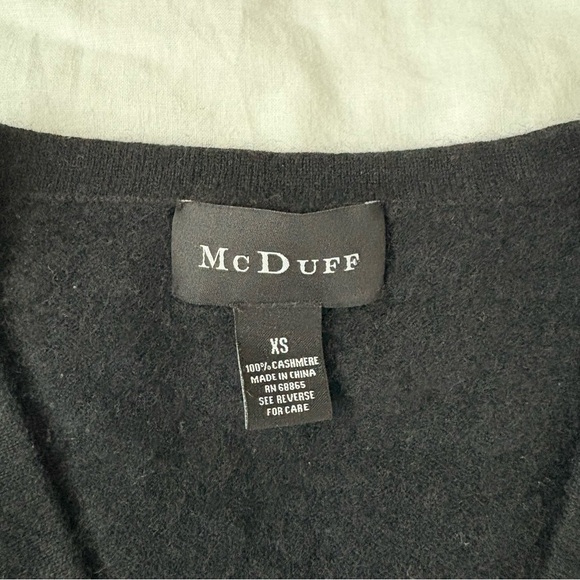 McDuff
XS
100% CASHMERE
MADE IN CHINA
RN 68865
SEE REVERSE
FOR CARE